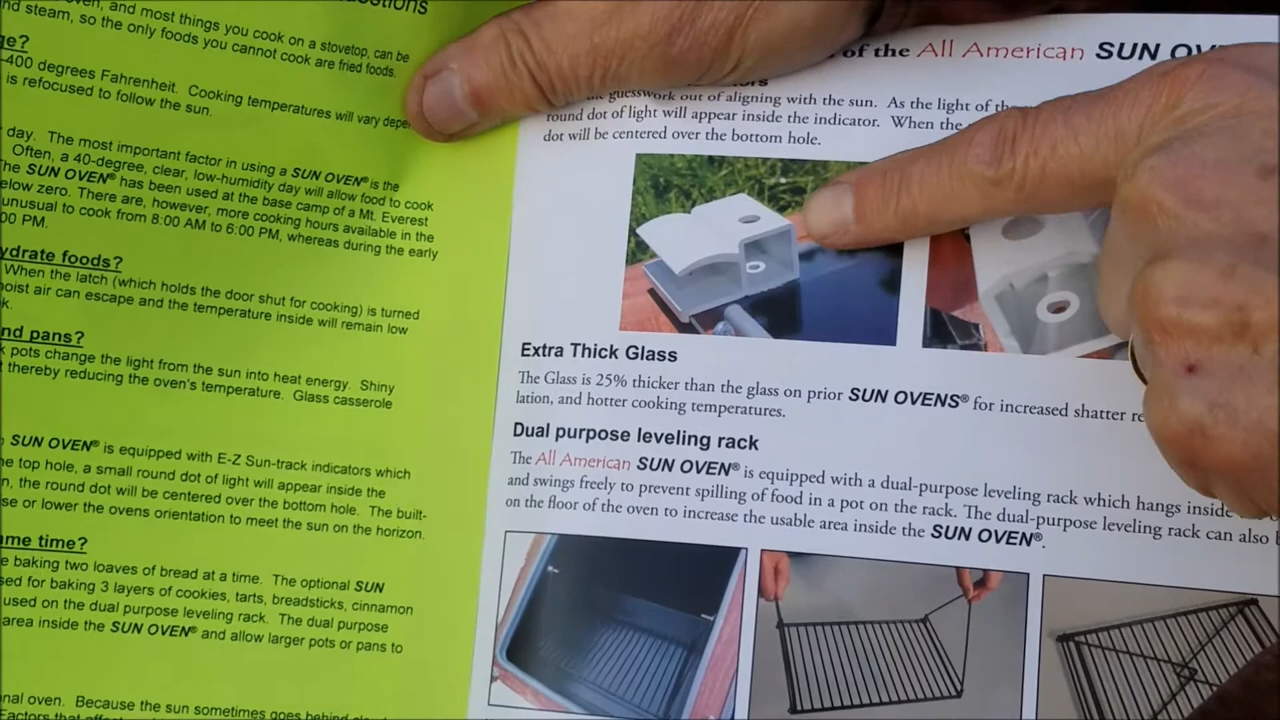 stions
oven, and most things you cook on a stovetop, can be
nd steam, so the only foods you cannot cook are fried foods.
ge?
-400 degrees Fahrenheit. Cooking temperatures will vary depe
is refocused to follow the sun.
day. The most important factor in using a SUN OVEN® is the
Often, a 40-degree, clear, low-humidity day will allow food to cook
he SUN OVEN® has been used at the base camp of a Mt. Everest
elow zero. There are, however, more cooking hours available in the
unusual to cook from 8:00 AM to 6:00 PM, whereas during the early
00 PM.
ydrate foods?
When the latch (which holds the door shut for cooking) is turned
oist air can escape and the temperature inside will remain low
k.
nd pans?
k pots change the light from the sun into heat energy. Shiny
t thereby reducing the oven's temperature. Glass casserole
SUN OVEN® is equipped with E-Z Sun-track indicators which
he top hole, a small round dot of light will appear inside the
n, the round dot will be centered over the bottom hole. The built-
se or lower the ovens orientation to meet the sun on the horizon.
ame time?
e baking two loaves of bread at a time. The optional SUN
sed for baking 3 layers of cookies, tarts, breadsticks, cinnamon
used on the dual purpose leveling rack. The dual purpose
area inside the SUN OVEN® and allow larger pots or pans to
nal oven. Because the sun sometimes goes behind
Factors that
of the All American SUN OV
guesswork out of aligning with the sun. As the light of
round dot of light will appear inside the indicator. When the
dot will be centered over the bottom hole.
Extra Thick Glass
The Glass is 25% thicker than the glass on prior SUN OVENS® for increased shatter re
lation, and hotter cooking temperatures.
Dual purpose leveling rack
The All American SUN OVEN® is equipped with a dual-purpose leveling rack which hangs inside
and swings freely to prevent spilling of food in a pot on the rack. The dual-purpose leveling rack can also
on the floor of the oven to increase the usable area inside the SUN OVEN®.